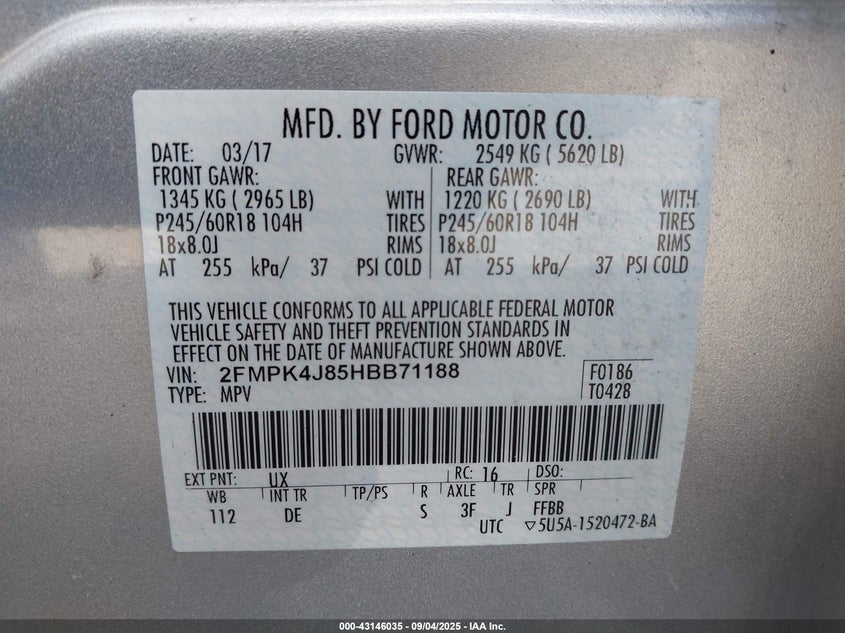 MFD. BY FORD MOTOR CO.
DATE: 03/17 GVWR: 2549 KG ( 5620 LB)
FRONT GAWR: REAR GAWR:
1345 KG ( 2965 LB) WITH 1220 KG ( 2690 LB) WITH
P245/60R18 104H TIRES P245/60R18 104H TIRES
18x8.0J RIMS 18x8.0J RIMS
AT 255 kPa/ 37 PSI COLD AT 255 kPa/ 37 PSI COLD
THIS VEHICLE CONFORMS TO ALL APPLICABLE FEDERAL MOTOR
VEHICLE SAFETY AND THEFT PREVENTION STANDARDS IN
EFFECT ON THE DATE OF MANUFACTURE SHOWN ABOVE.
VIN: 2FMPK4J85HBB71188 F0186
TYPE: MPV T0428
EXT PNT: UX RC: 16 DSO:
WB INT TR TP/PS R AXLE TR SPR
112 DE S 3F J FFBB
UTC ▽5U5A-1520472-BA
000-43146035 - 09/04/2025 - IAA Inc.